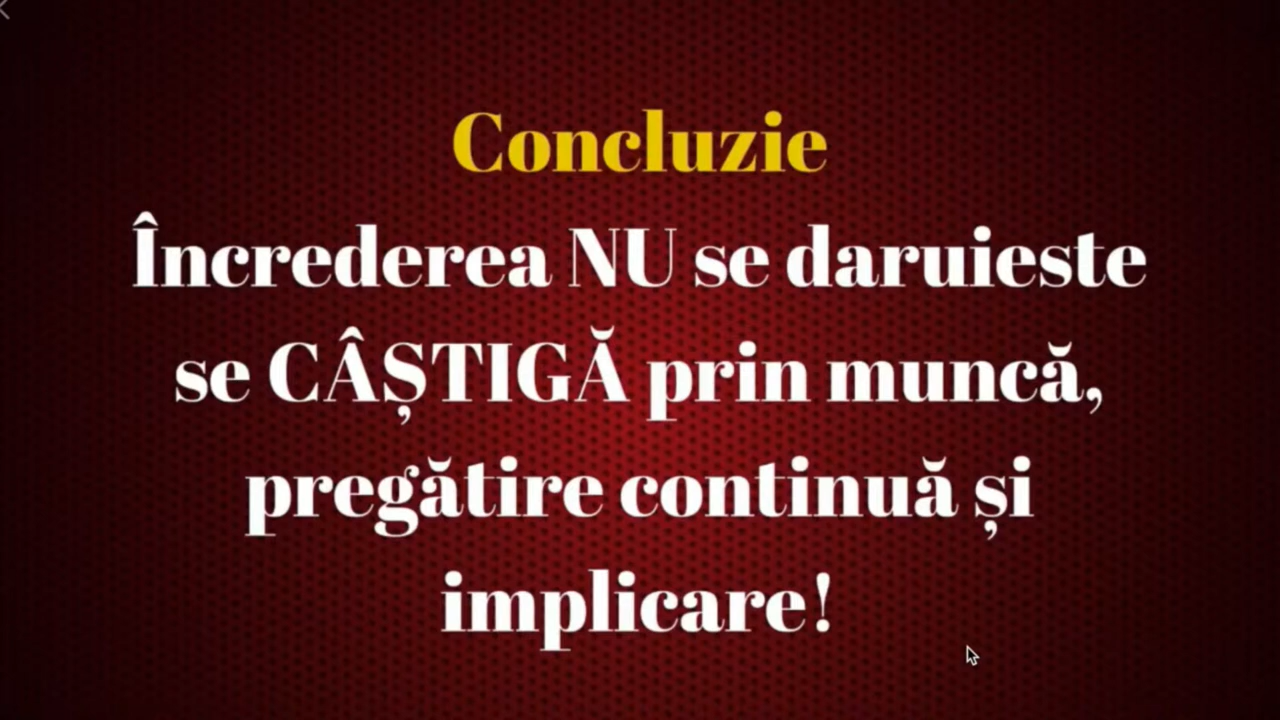 Concluzie
Încrederea NU se daruieste
se CÂȘTIGĂ prin muncă,
pregătire continuă și
implicare!